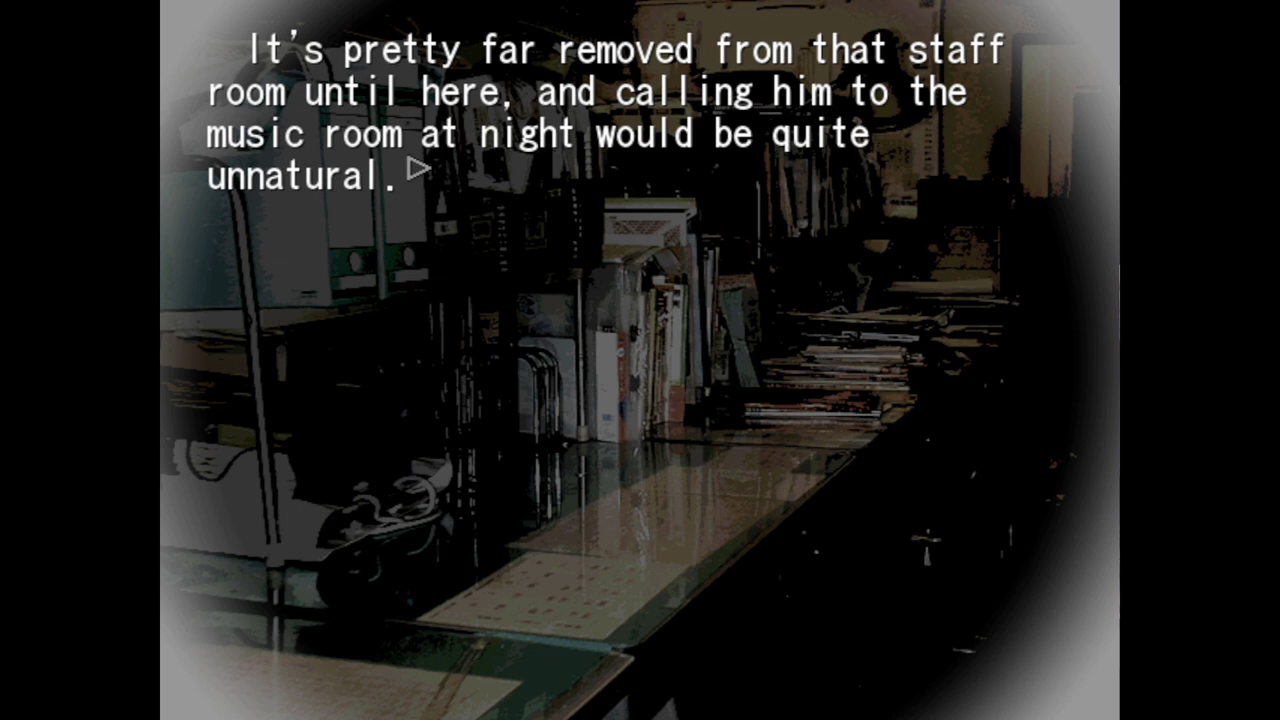 It's pretty far removed from that staff
room until here, and calling him to the
music room at night would be quite
unnatural.